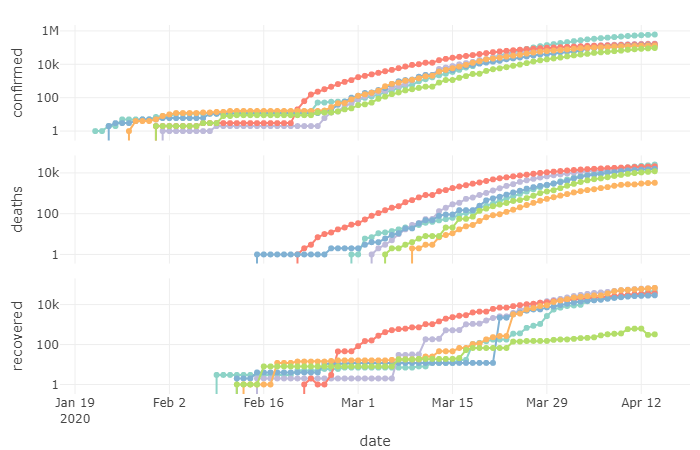 confirmed
1M
10k
100
1
deaths
10k
100
1
recovered
10k
100
1
Jan 19
2020
Feb 2
Feb 16
Mar 1
Mar 15
Mar 29
Apr 12
date